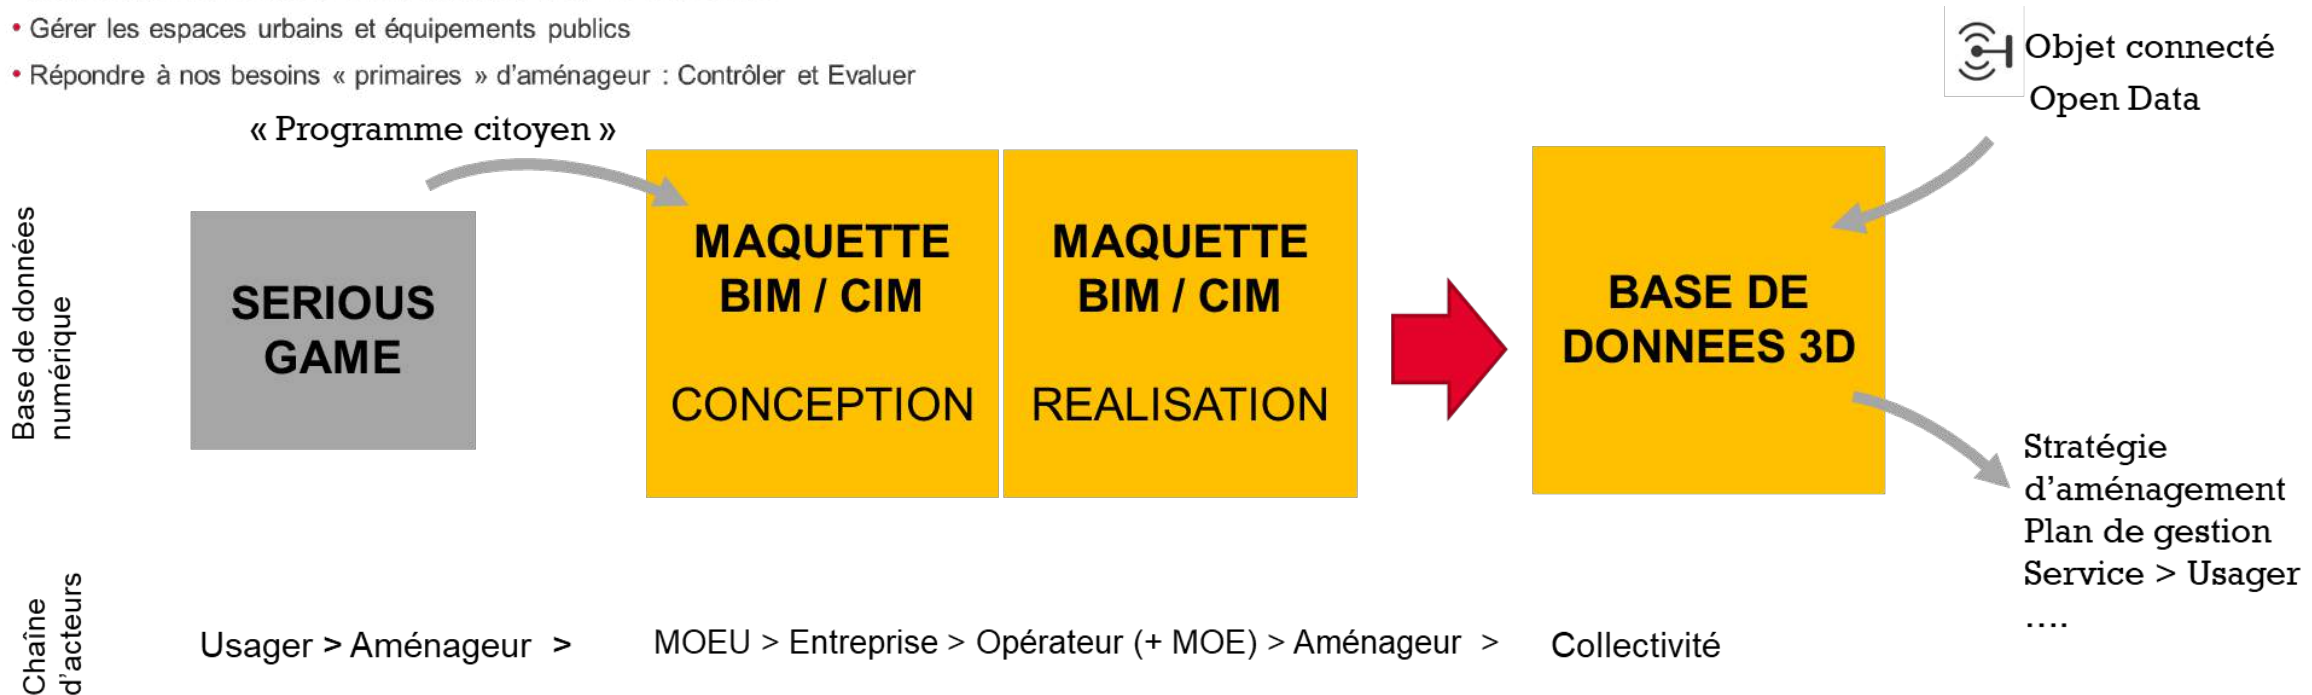 • Gérer les espaces urbains et équipements publics
• Répondre à nos besoins « primaires » d'aménageur : Contrôler et Evaluer
Objet connecté
Open Data
« Programme citoyen »
Base de données
numérique
SERIOUS
GAME
MAQUETTE
BIM / CIM
CONCEPTION
MAQUETTE
BIM / CIM
REALISATION
BASE DE
DONNEES 3D
Stratégie
d'aménagement
Plan de gestion
Service > Usager
....
Chaîne
d'acteurs
Usager > Aménageur >
MOEU > Entreprise > Opérateur (+ MOE) > Aménageur >
Collectivité